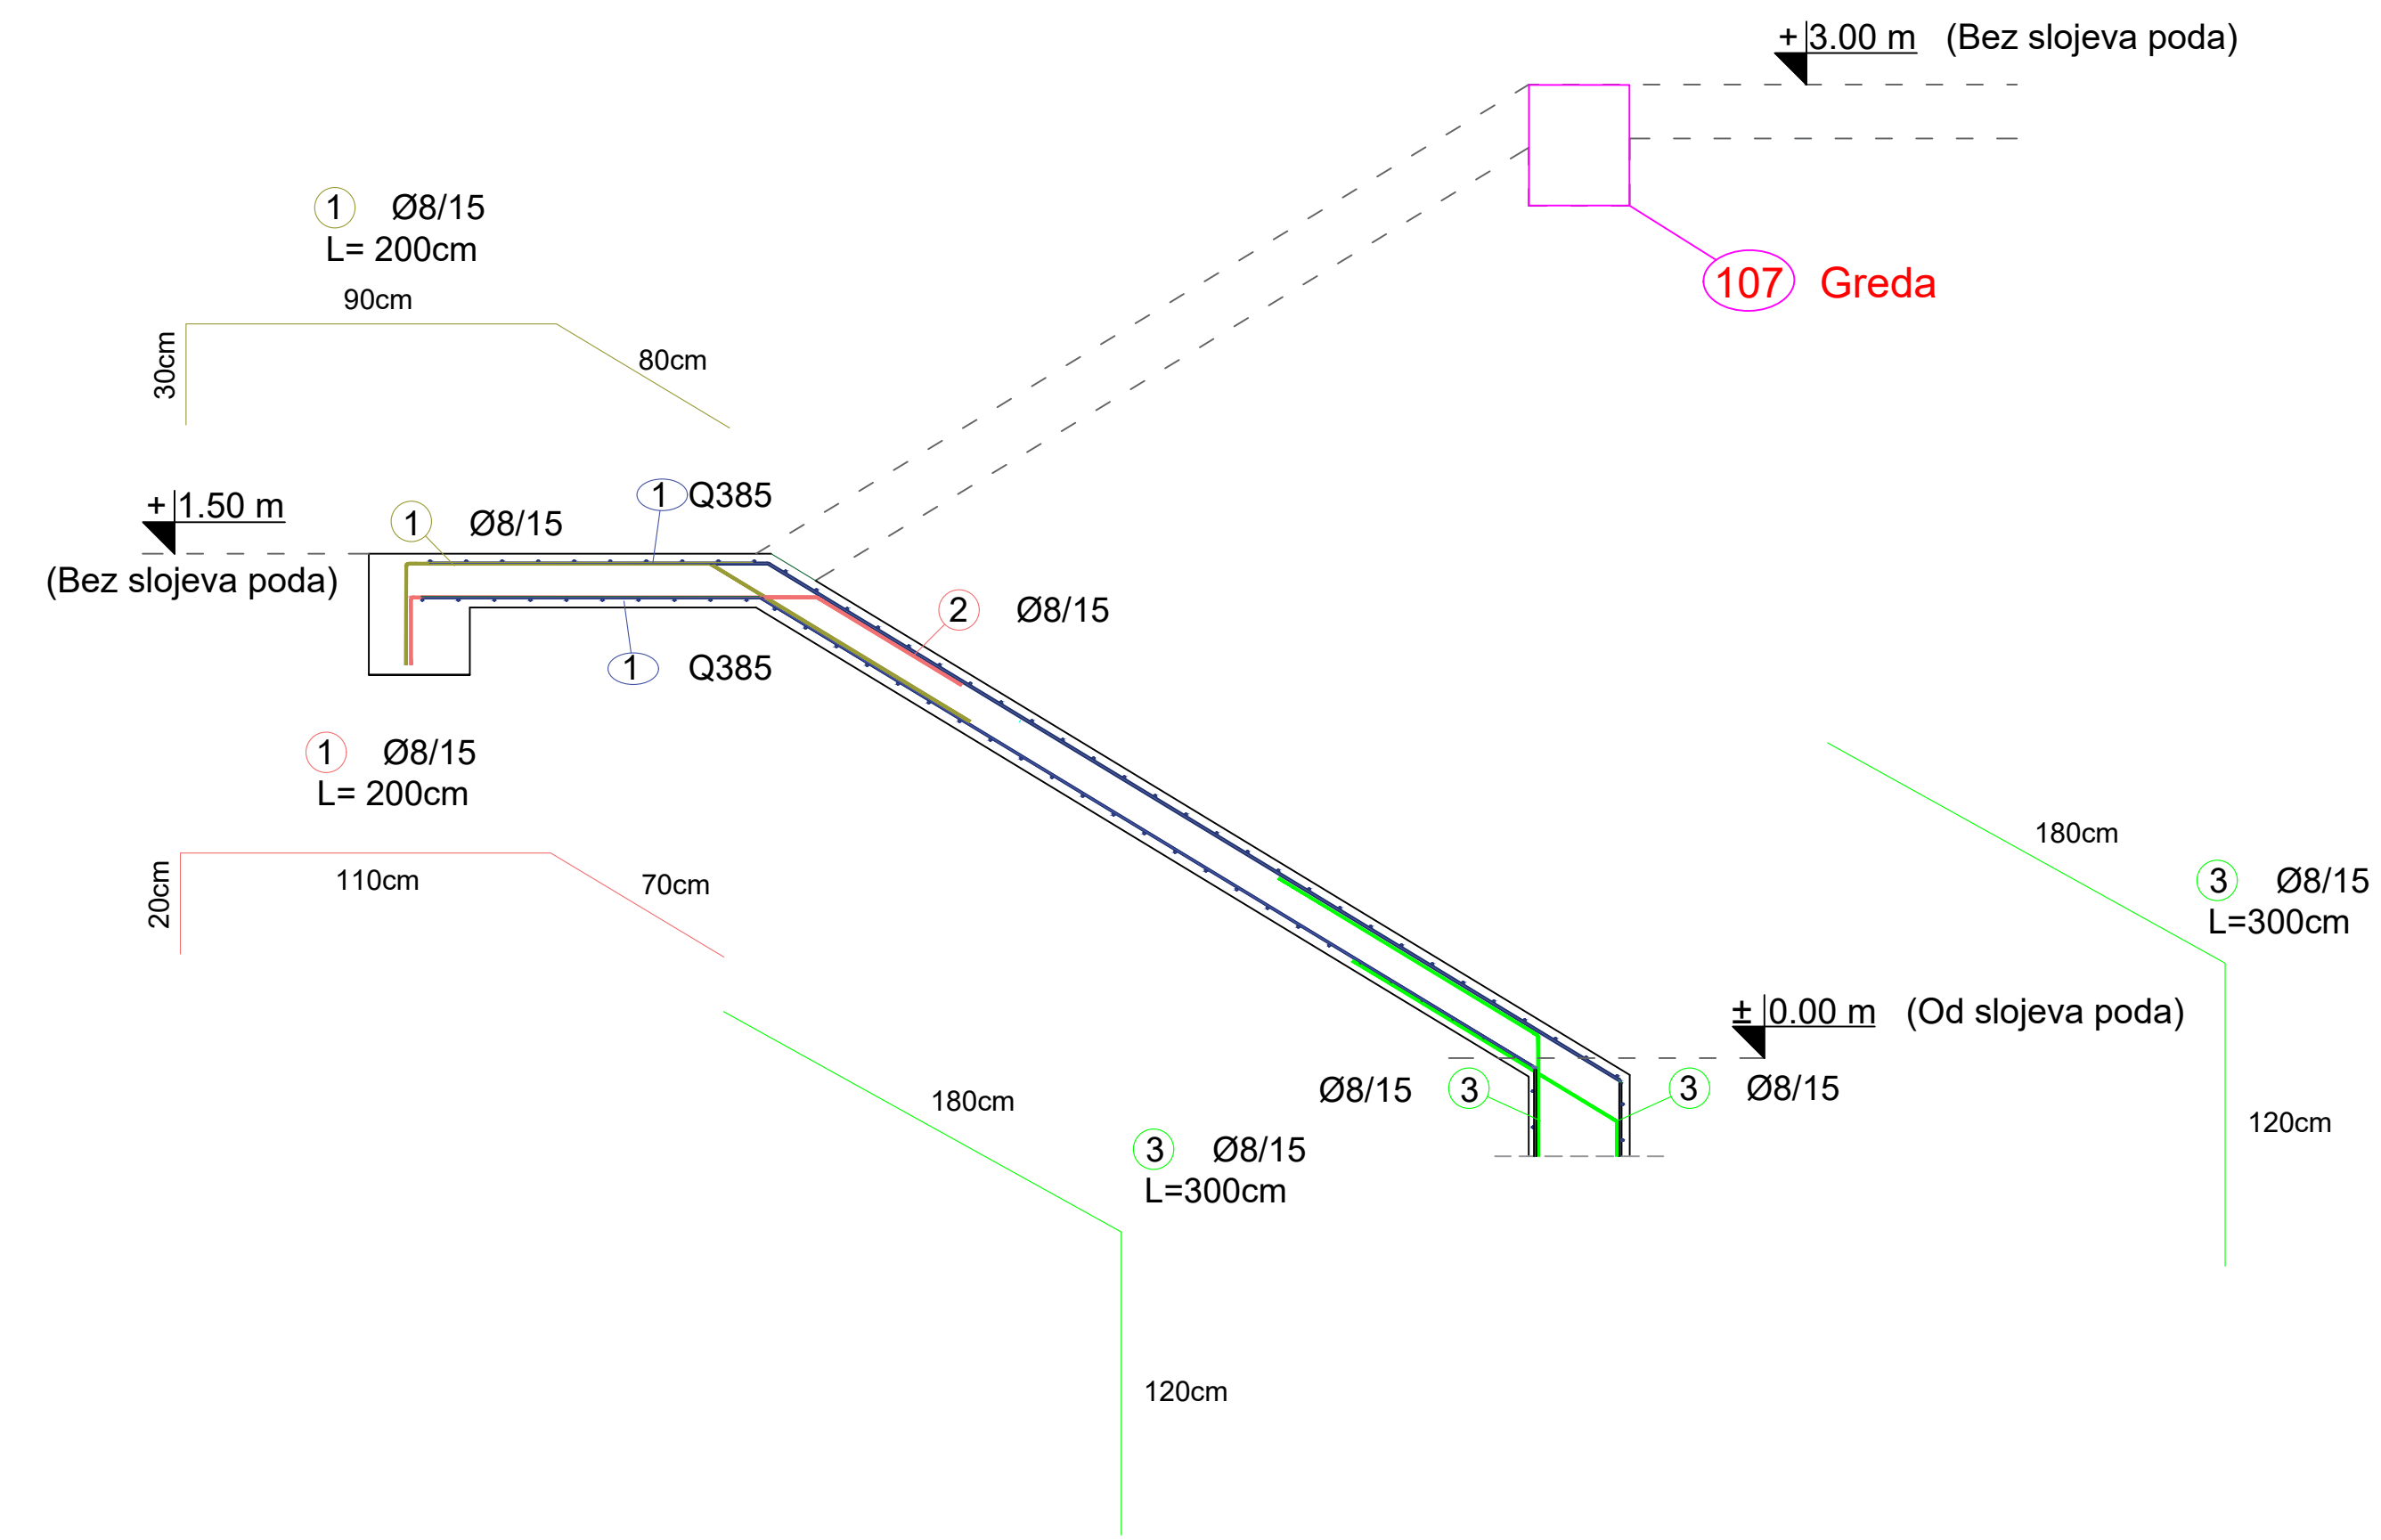 + 3.00 m (Bez slojeva poda)
1 Ø8/15
L= 200cm
90cm
30cm
80cm
107 Greda
+ 1.50 m
(Bez slojeva poda)
1 Ø8/15
1 Q385
2 Ø8/15
1 Q385
1 Ø8/15
L= 200cm
20cm
110cm
70cm
180cm
3 Ø8/15
L=300cm
120cm
± 0.00 m (Od slojeva poda)
Ø8/15 3
3 Ø8/15
180cm
3 Ø8/15
L=300cm
120cm